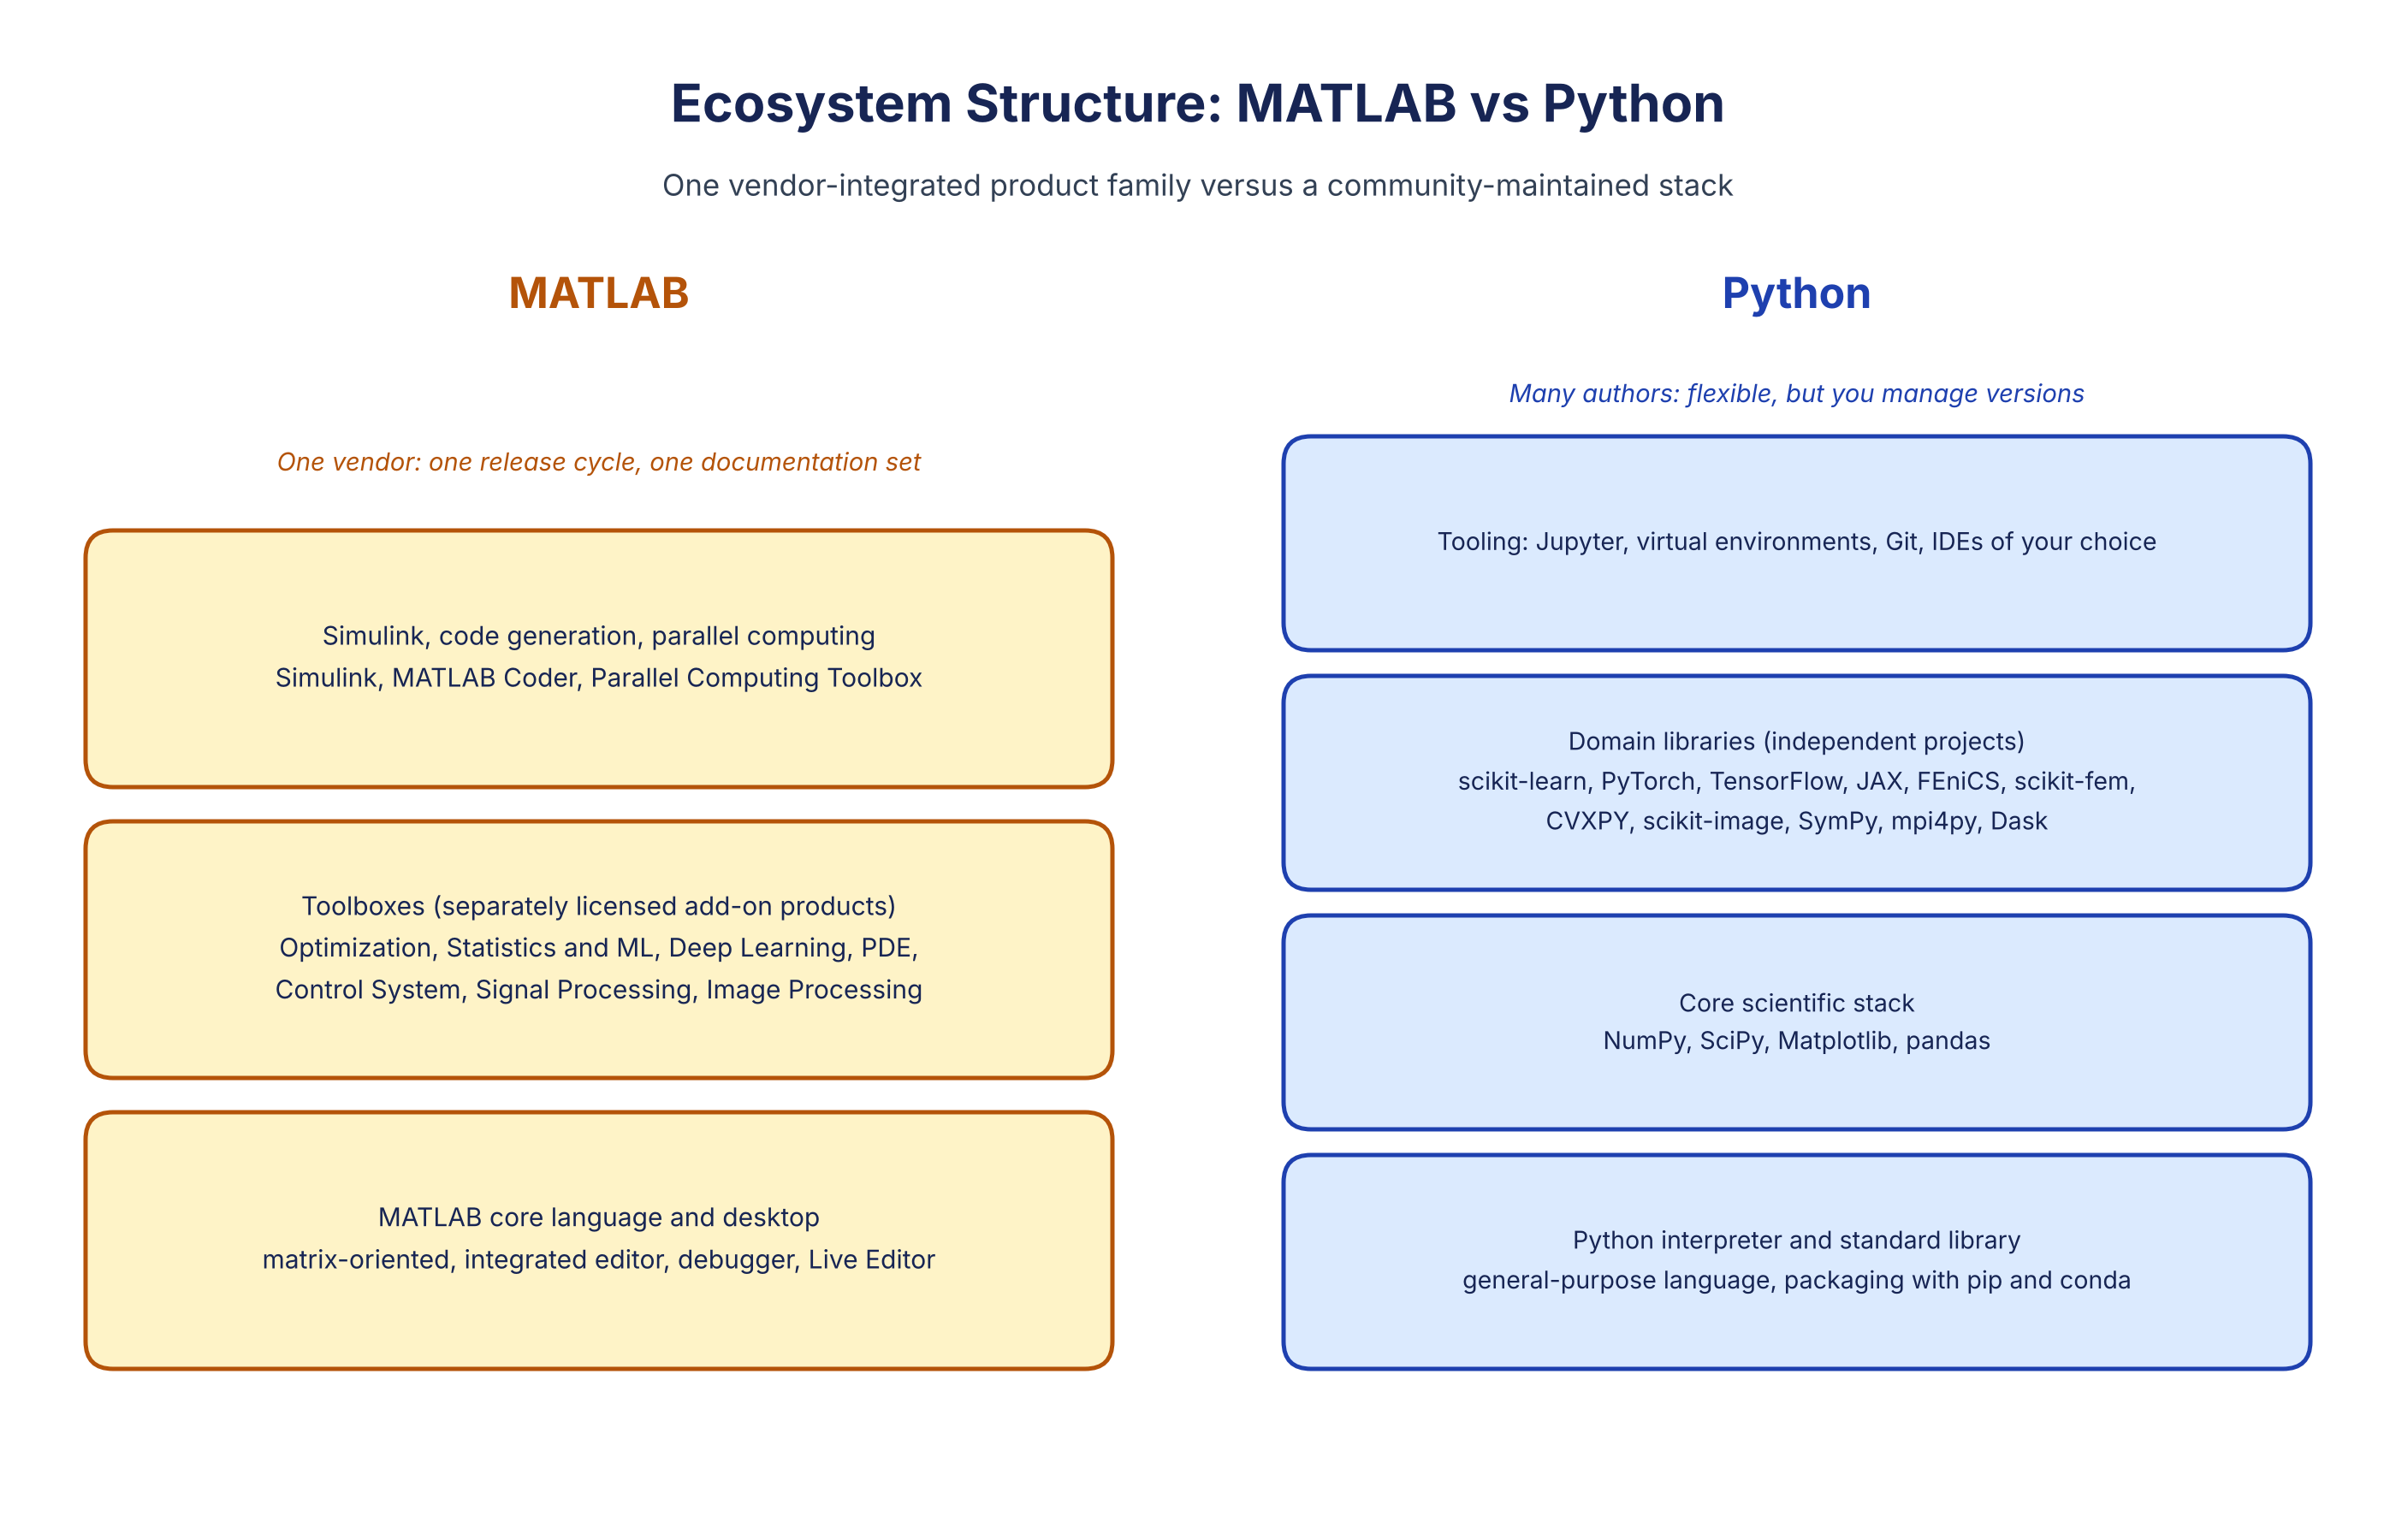 Ecosystem Structure: MATLAB vs Python
One vendor-integrated product family versus a community-maintained stack
MATLAB
One vendor: one release cycle, one documentation set
Simulink, code generation, parallel computing
Simulink, MATLAB Coder, Parallel Computing Toolbox
Toolboxes (separately licensed add-on products)
Optimization, Statistics and ML, Deep Learning, PDE,
Control System, Signal Processing, Image Processing
MATLAB core language and desktop
matrix-oriented, integrated editor, debugger, Live Editor
Python
Many authors: flexible, but you manage versions
Tooling: Jupyter, virtual environments, Git, IDEs of your choice
Domain libraries (independent projects)
scikit-learn, PyTorch, TensorFlow, JAX, FEniCS, scikit-fem,
CVXPY, scikit-image, SymPy, mpi4py, Dask
Core scientific stack
NumPy, SciPy, Matplotlib, pandas
Python interpreter and standard library
general-purpose language, packaging with pip and conda